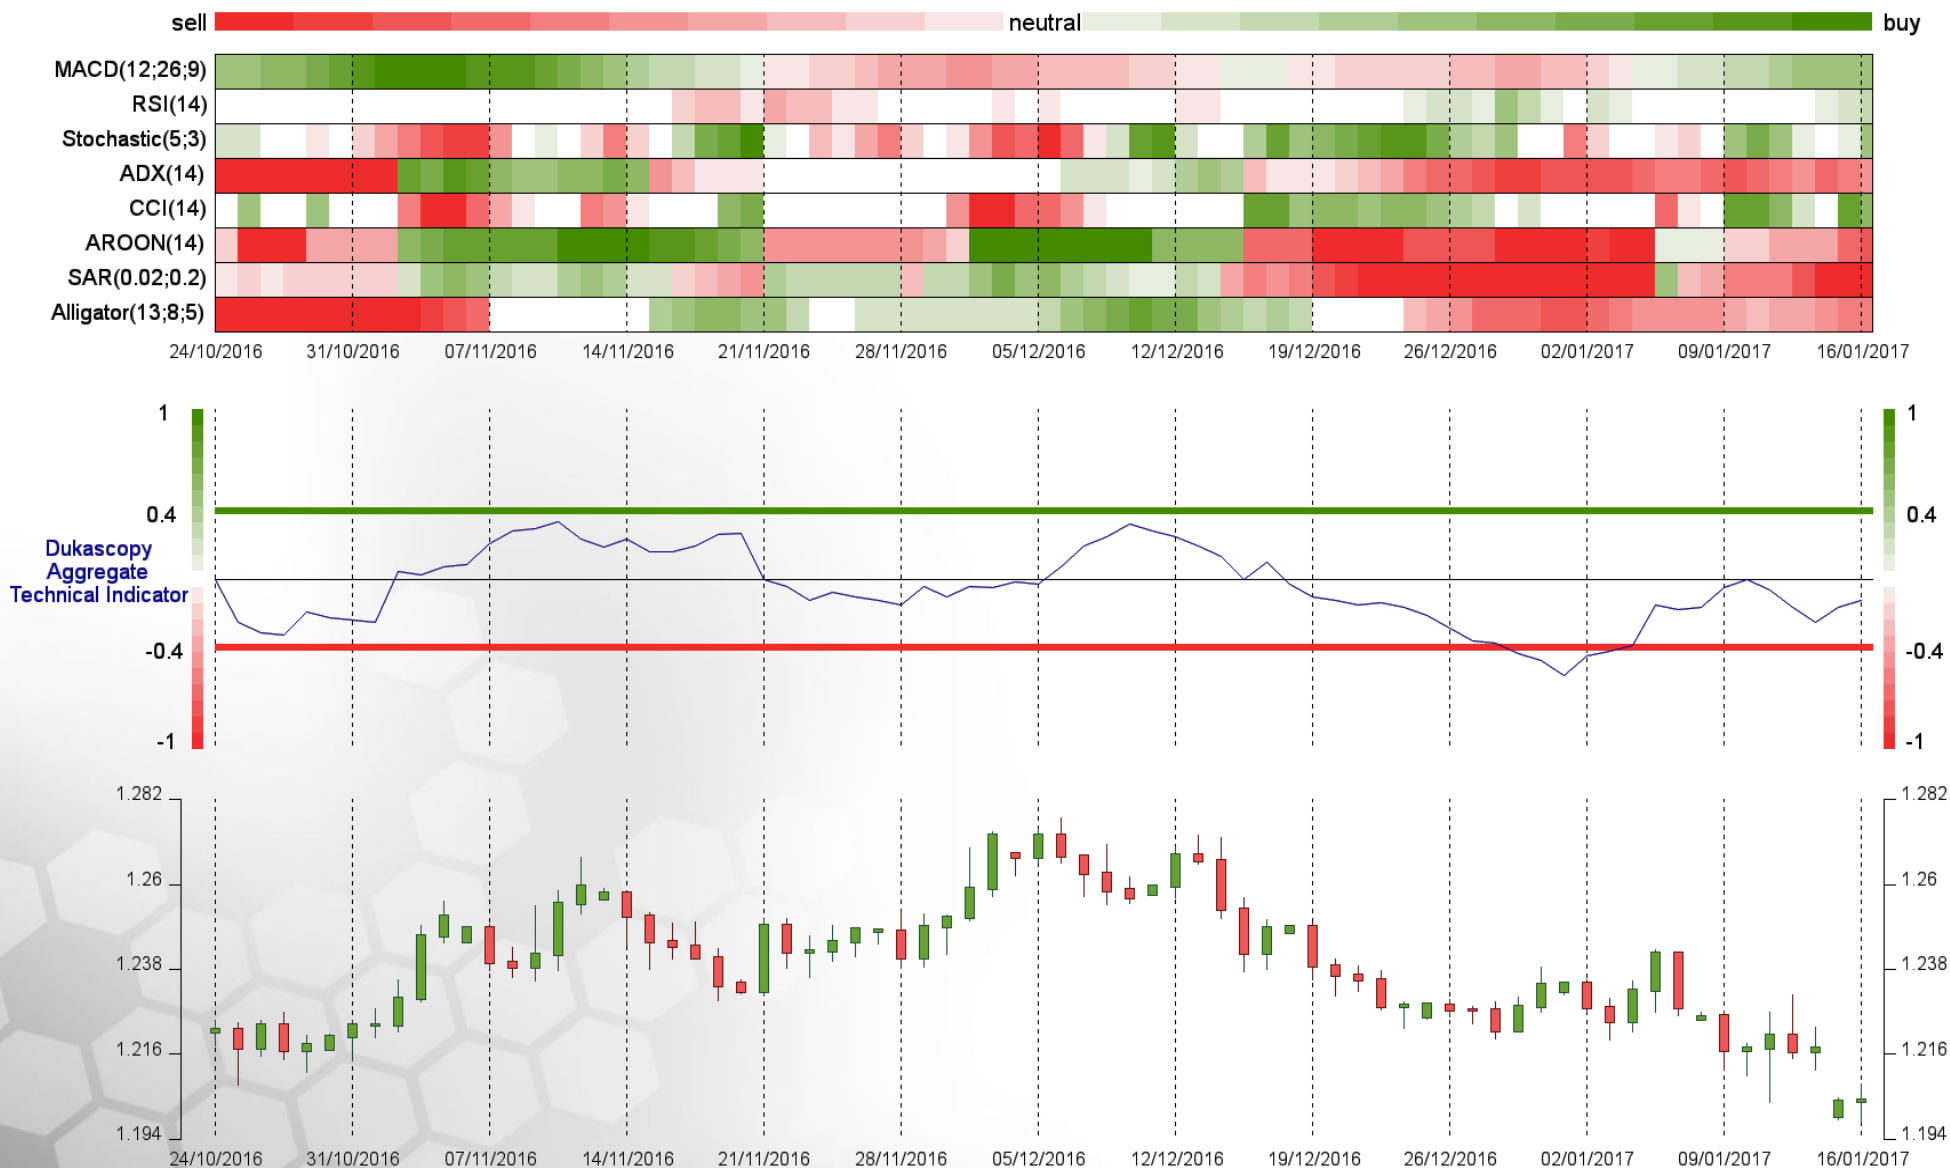 sell neutral buy
MACD(12;26;9)
RSI(14)
Stochastic(5;3)
ADX(14)
CCI(14)
AROON(14)
SAR(0.02;0.2)
Alligator(13;8;5)
24/10/2016 31/10/2016 07/11/2016 14/11/2016 21/11/2016 28/11/2016 05/12/2016 12/12/2016 19/12/2016 26/12/2016 02/01/2017 09/01/2017 16/01/2017
1 1
0.4 0.4
Dukascopy
Aggregate
Technical Indicator
-0.4 -0.4
-1 -1
1.282 1.282
1.26 1.26
1.238 1.238
1.216 1.216
1.194 1.194
24/10/2016 31/10/2016 07/11/2016 14/11/2016 21/11/2016 28/11/2016 05/12/2016 12/12/2016 19/12/2016 26/12/2016 02/01/2017 09/01/2017 16/01/2017